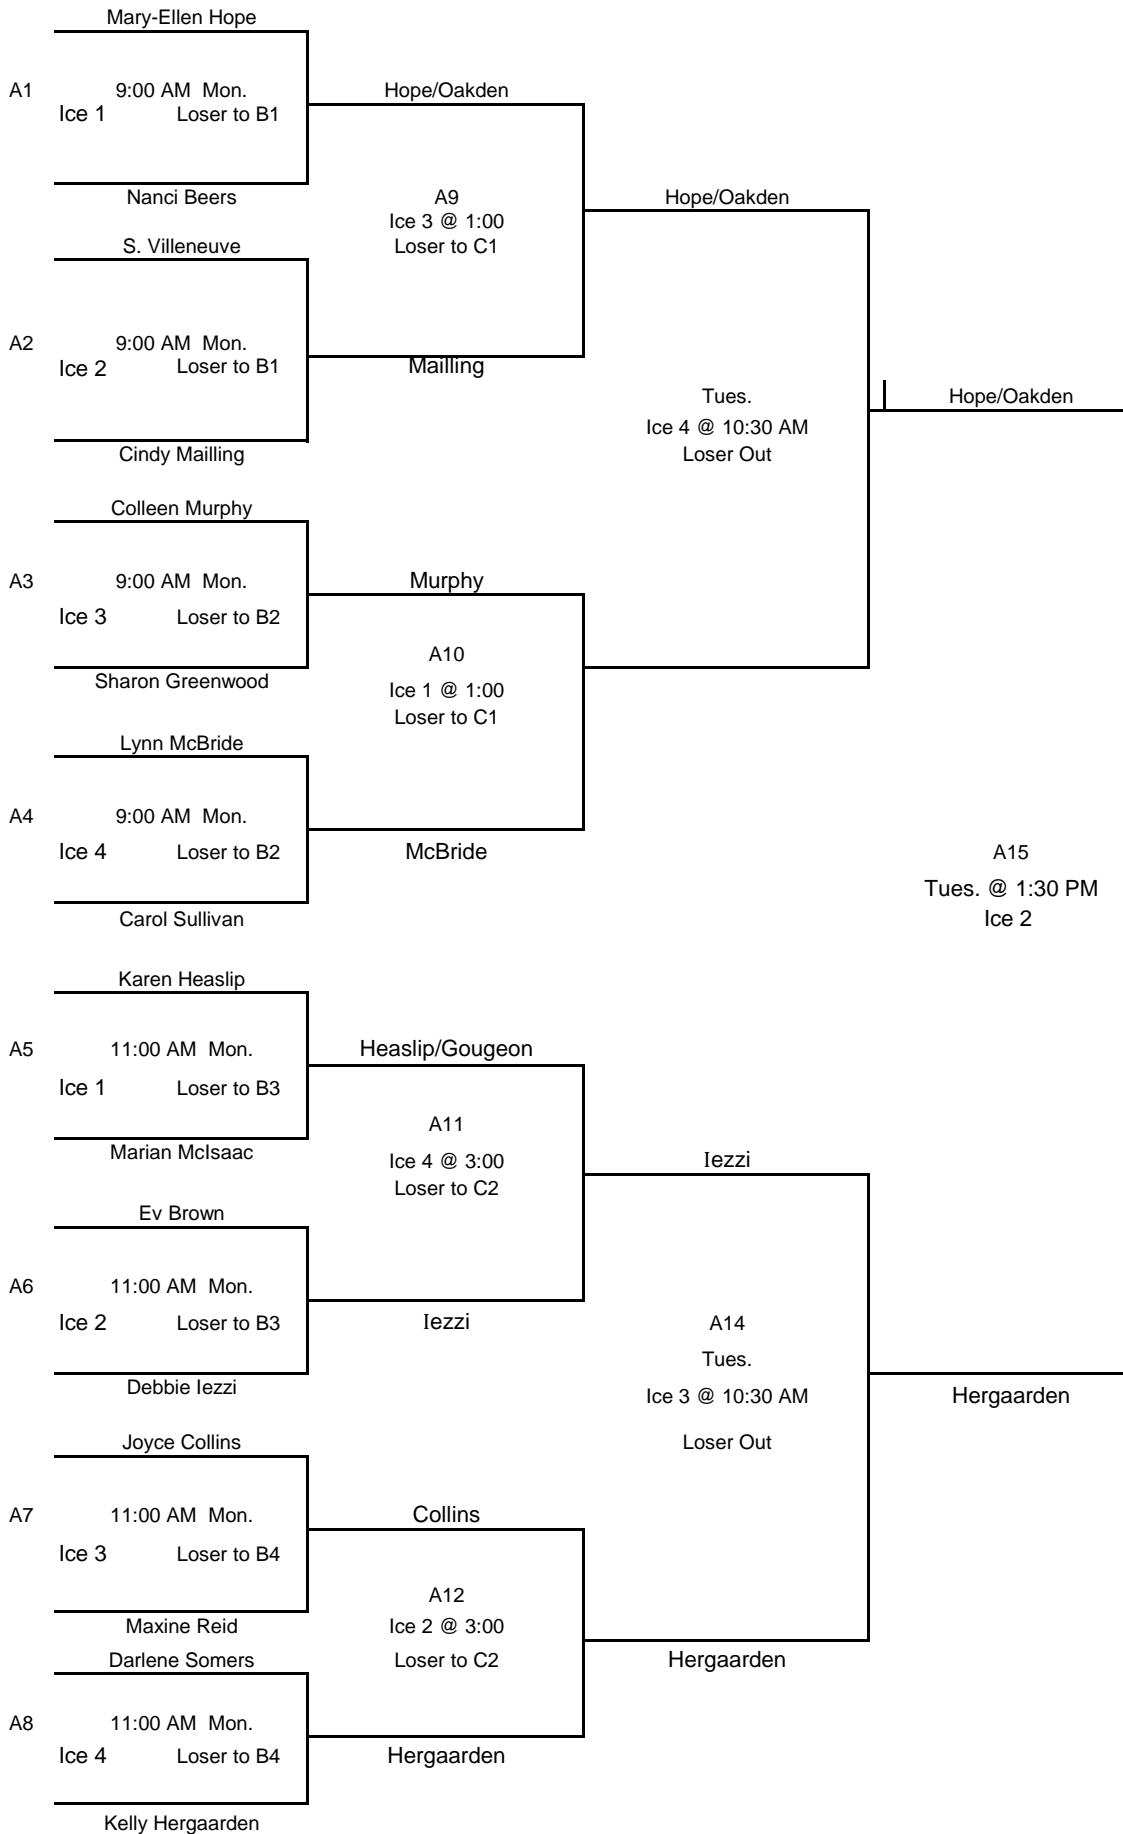 Mary-Ellen Hope
A1 9:00 AM Mon.
Ice 1 Loser to B1
Nanci Beers
S. Villeneuve
A2 9:00 AM Mon.
Ice 2 Loser to B1
Cindy Mailling
Colleen Murphy
A3 9:00 AM Mon.
Ice 3 Loser to B2
Sharon Greenwood
Lynn McBride
A4 9:00 AM Mon.
Ice 4 Loser to B2
Carol Sullivan
Karen Heaslip
A5 11:00 AM Mon.
Ice 1 Loser to B3
Marian McIsaac
Ev Brown
A6 11:00 AM Mon.
Ice 2 Loser to B3
Debbie Iezzi
Joyce Collins
A7 11:00 AM Mon.
Ice 3 Loser to B4
Maxine Reid
Darlene Somers
A8 11:00 AM Mon.
Ice 4 Loser to B4
Kelly Hergaarden
Hope/Oakden
A9
Ice 3 @ 1:00
Loser to C1
Mailling
Murphy
A10
Ice 1 @ 1:00
Loser to C1
McBride
Heaslip/Gougeon
A11
Ice 4 @ 3:00
Loser to C2
Iezzi
Collins
A12
Ice 2 @ 3:00
Loser to C2
Hergaarden
Hope/Oakden
Tues.
Ice 4 @ 10:30 AM
Loser Out
Iezzi
A14
Tues.
Ice 3 @ 10:30 AM
Loser Out
Hergaarden
Hope/Oakden
A15
Tues. @ 1:30 PM
Ice 2
Hergaarden